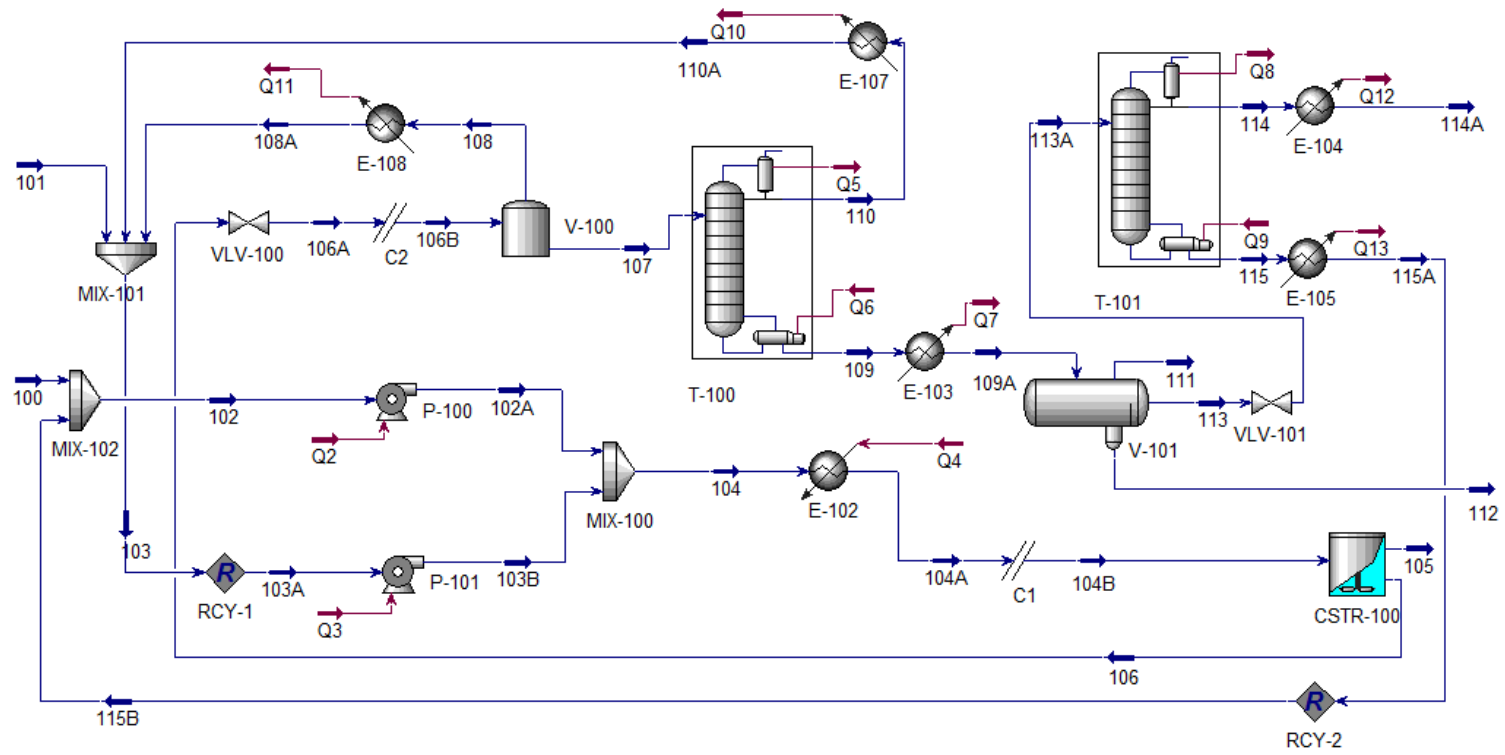 Q10
110A
E-107
Q11
108A
108
E-108
101
MIX-101
VLV-100
106A
C2
106B
V-100
107
Q5
110
Q6
T-100
109
Q7
E-103
109A
Q8
113A
114
Q12
E-104
114A
Q9
115
Q13
E-105
115A
T-101
111
113
VLV-101
V-101
112
100
MIX-102
102
P-100
102A
Q2
MIX-100
104
Q4
E-102
103
R
RCY-1
103A
P-101
103B
Q3
104A
C1
104B
105
CSTR-100
106
115B
R
RCY-2